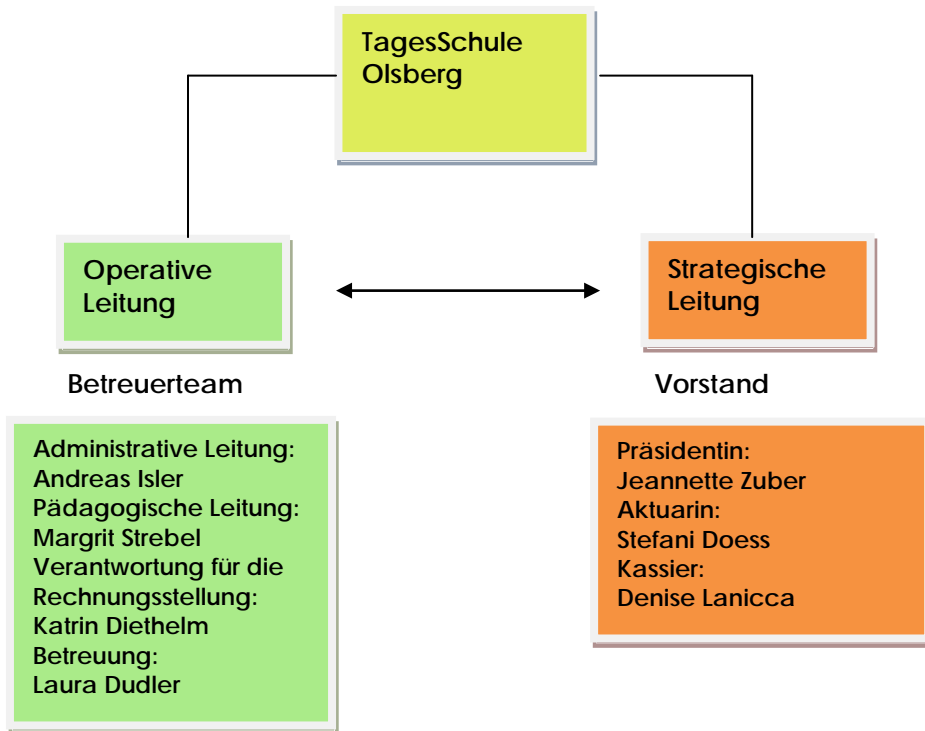 TagesSchule
Olsberg
Operative
Leitung
Strategische
Leitung
Betreuerteam
Vorstand
Administrative Leitung:
Andreas Isler
Pädagogische Leitung:
Margrit Strebel
Verantwortung für die
Rechnungsstellung:
Katrin Diethelm
Betreuung:
Laura Dudler
Präsidentin:
Jeannette Zuber
Aktuarin:
Stefani Doess
Kassier:
Denise Lanicca